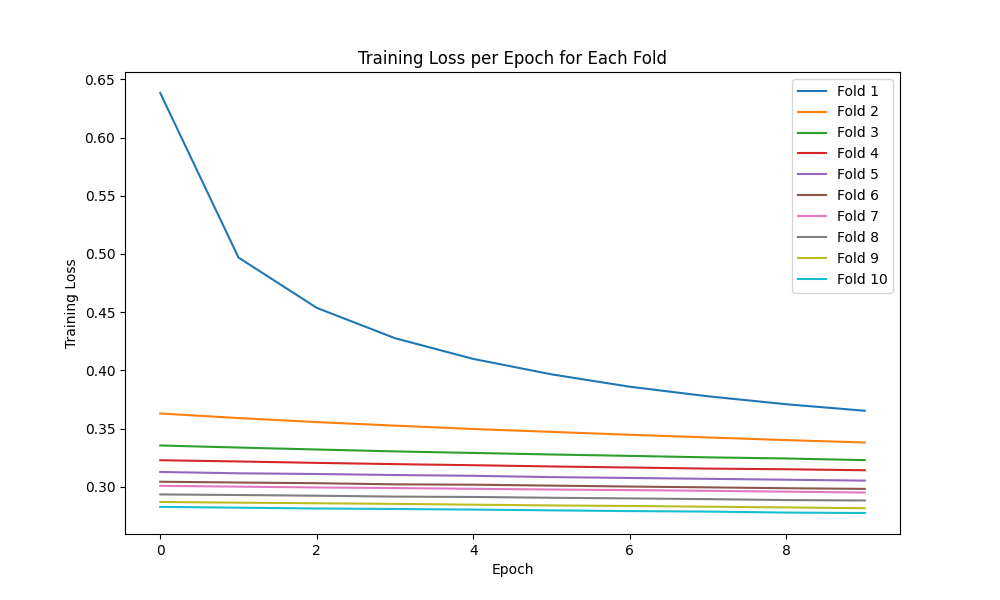 Training Loss per Epoch for Each Fold
0.65
0.60
0.55
0.50
0.45
0.40
0.35
0.30
Training Loss
0
2
4
6
8
Epoch
Fold 1
Fold 2
Fold 3
Fold 4
Fold 5
Fold 6
Fold 7
Fold 8
Fold 9
Fold 10